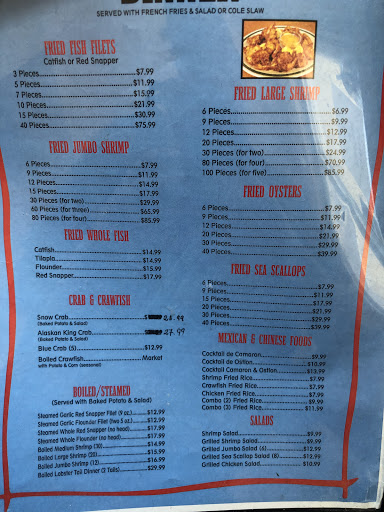 DINNER
SERVED WITH FRENCH FRIES & SALAD OR COLE SLAW
FRIED FISH FILETS
Catfish or Red Snapper
3 Pieces $7.99
5 Pieces $11.99
7 Pieces $15.99
10 Pieces $21.99
15 Pieces $30.99
40 Pieces $75.99
FRIED JUMBO SHRIMP
6 Pieces $7.99
9 Pieces $11.99
12 Pieces $14.99
15 Pieces $17.99
30 Pieces (for two) $29.99
60 Pieces (for three) $65.99
80 Pieces (for four) $85.99
FRIED WHOLE FISH
Catfish $14.99
Tilapia $14.99
Flounder $15.99
Red Snapper $17.99
CRAB & CRAWFISH
Snow Crab 28.99
(Baked Potato & Salad)
Alaskan King Crab 27.99
(Baked Potato & Salad)
Blue Crab (5) $12.99
Boiled Crawfish Market
with Potato & Corn (seasonal)
BOILED/STEAMED
(Served with Baked Potato & Salad)
Steamed Garlic Red Snapper Filet (9 oz.) $12.99
Steamed Garlic Flounder Filet (two 5 oz.) $12.99
Steamed Whole Red Snapper (no head) $17.99
Steamed Whole Flounder (no head) $17.99
Boiled Medium Shrimp (30) $14.99
Boiled Large Shrimp (20) $15.99
Boiled Jumbo Shrimp (12) $16.99
Boiled Lobster Tail Dinner (2 Tails) $29.99
FRIED LARGE SHRIMP
6 Pieces $6.99
9 Pieces $9.99
12 Pieces $12.99
20 Pieces $17.99
30 Pieces (for two) $24.99
80 Pieces (for four) $70.99
100 Pieces (for five) $85.99
FRIED OYSTERS
6 Pieces $7.99
9 Pieces $11.99
12 Pieces $14.99
20 Pieces $21.99
30 Pieces $29.99
40 Pieces $39.99
FRIED SEA SCALLOPS
6 Pieces $7.99
9 Pieces $11.99
15 Pieces $17.99
20 Pieces $21.99
30 Pieces $29.99
40 Pieces $39.99
MEXICAN & CHINESE FOODS
Cocktail de Camaron $9.99
Cocktail de Ostion $10.99
Cocktail Camaron & Ostion $13.99
Shrimp Fried Rice $7.99
Crawfish Fried Rice $7.99
Chicken Fried Rice $7.99
Combo (2) Fried Rice $9.99
Combo (3) Fried Rice $11.99
SALADS
Shrimp Salad $9.99
Grilled Shrimp Salad $9.99
Grilled Jumbo Salad (6) $12.99
Grilled Sea Scallop Salad (8) $12.99
Grilled Chicken Salad $10.99